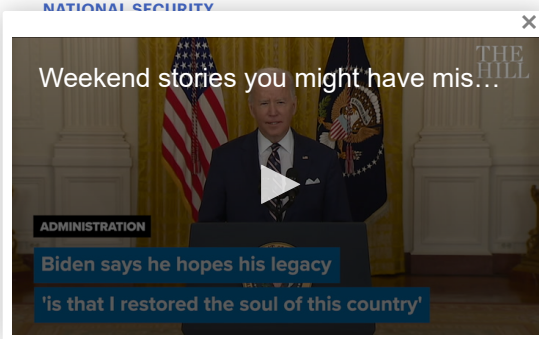 NATIONAL SECURITY
THE
HILL
Weekend stories you might have mis...
ADMINISTRATION
Biden says he hopes his legacy
'is that I restored the soul of this country'